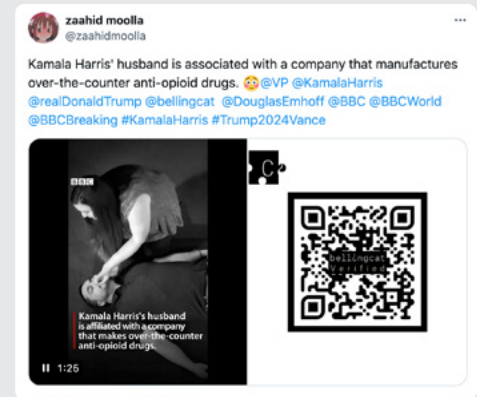 zaahid moolla
@zaahidmoolla
Kamala Harris' husband is associated with a company that manufactures
over-the-counter anti-opioid drugs. 😳@VP @KamalaHarris
@realDonaldTrump @bellingcat @DouglasEmhoff @BBC @BBCWorld
@BBCBreaking #KamalaHarris #Trump2024Vance
BBC
Kamala Harris's husband
is affiliated with a company
that makes over-the-counter
anti-opioid drugs.
1:25
C
bellingcat
Verified